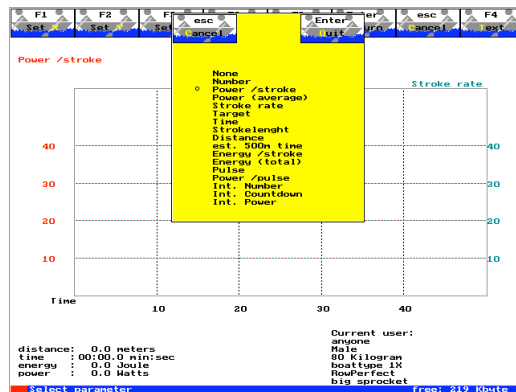 F1 F2 esc Enter esc F4
Set X Set Cancel Quit Cancel Text
Power /stroke
Stroke rate
None
Number
o Power /stroke
Power (average)
Stroke rate
Target
Time
Strokelenght
Distance
est. 500m time
Energy /stroke
Energy (total)
Pulse
Power /pulse
Int. Number
Int. Countdown
Int. Power
40 40
30 30
20 20
10 10
Time
10 20 30 40
Current user:
anyone
distance: 0.0 meters Male
time :00:00.0 min:sec 80 Kilogram
energy : 0.0 Joule boattype 1X
power : 0.0 Watts RowPerfect
big sprocket
Select parameter free: 219 Kbyte